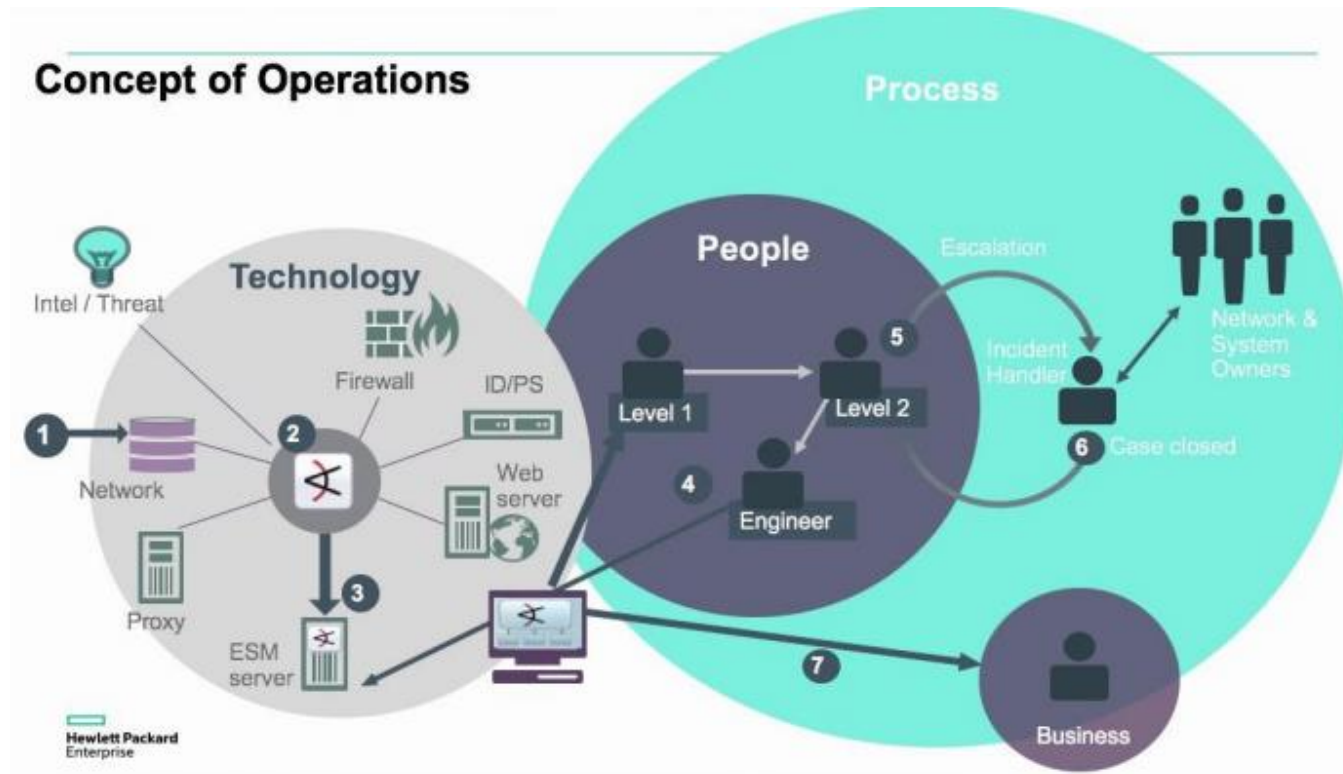 Concept of Operations
Process
People
Technology
Intel / Threat
Firewall
ID/PS
1
2
Network
Web
server
Proxy
3
ESM
server
Level 1
Level 2
5
4
Engineer
Escalation
Incident
Handler
Network &
System
Owners
6
Case closed
7
Business
Hewlett Packard
Enterprise